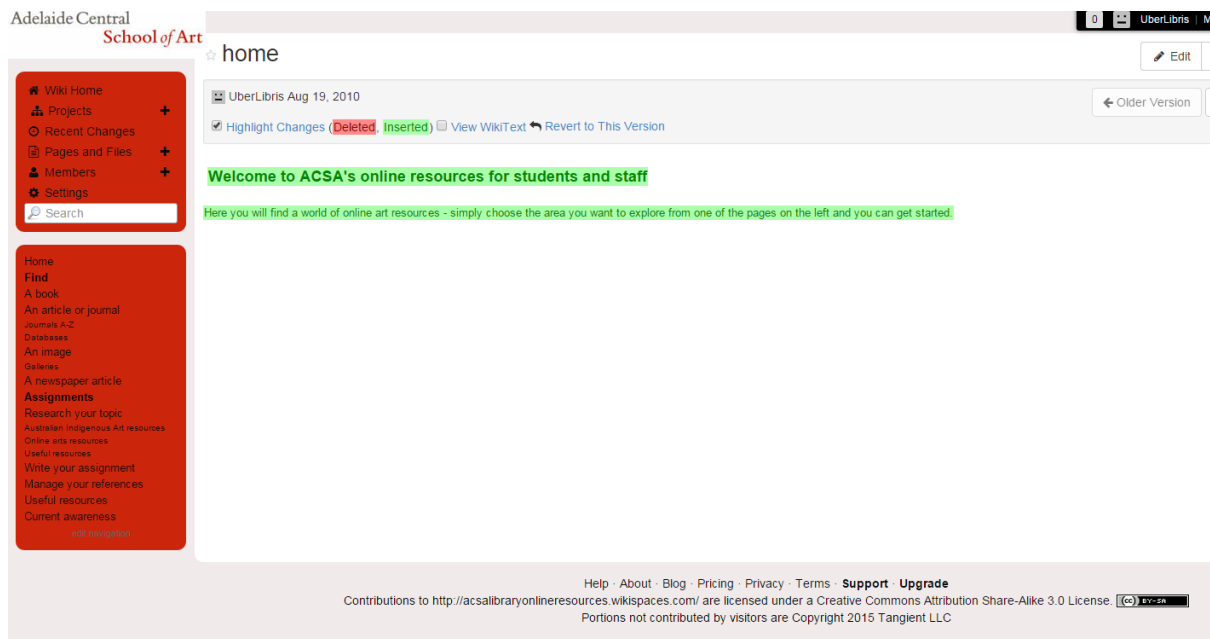 Adelaide Central
School of Art
0 UberLibris | M
home
Edit
UberLibris Aug 19, 2010
Older Version
Highlight Changes (Deleted, Inserted) View WikiText Revert to This Version
Wiki Home
Projects +
Recent Changes
Pages and Files +
Members +
Settings
Search
Welcome to ACSA's online resources for students and staff
Here you will find a world of online art resources - simply choose the area you want to explore from one of the pages on the left and you can get started.
Home
Find
A book
An article or journal
Journals A-Z
Databases
An image
Galleries
A newspaper article
Assignments
Research your topic
Australian Indigenous Art resources
Online arts resources
Useful resources
Write your assignment
Manage your references
Useful resources
Current awareness
edit navigation
Help · About · Blog · Pricing · Privacy · Terms · Support · Upgrade
Contributions to http://acsalibraryonlineresources.wikispaces.com/ are licensed under a Creative Commons Attribution Share-Alike 3.0 License. (cc) BY-SA
Portions not contributed by visitors are Copyright 2015 Tangient LLC